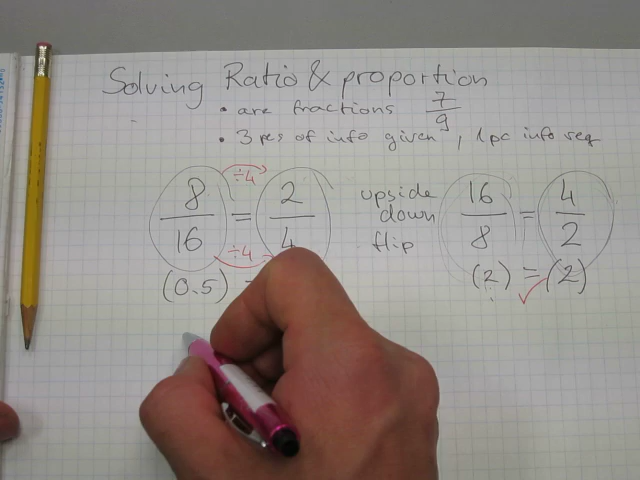 Solving Ratio & proportion
• are fractions 7/9
• 3 pcs of info given, 1 pc info req
8/16 = 2/4
÷4
÷4
(0.5) =
upside down flip
16/8 = 4/2
(2) = (2) ✓